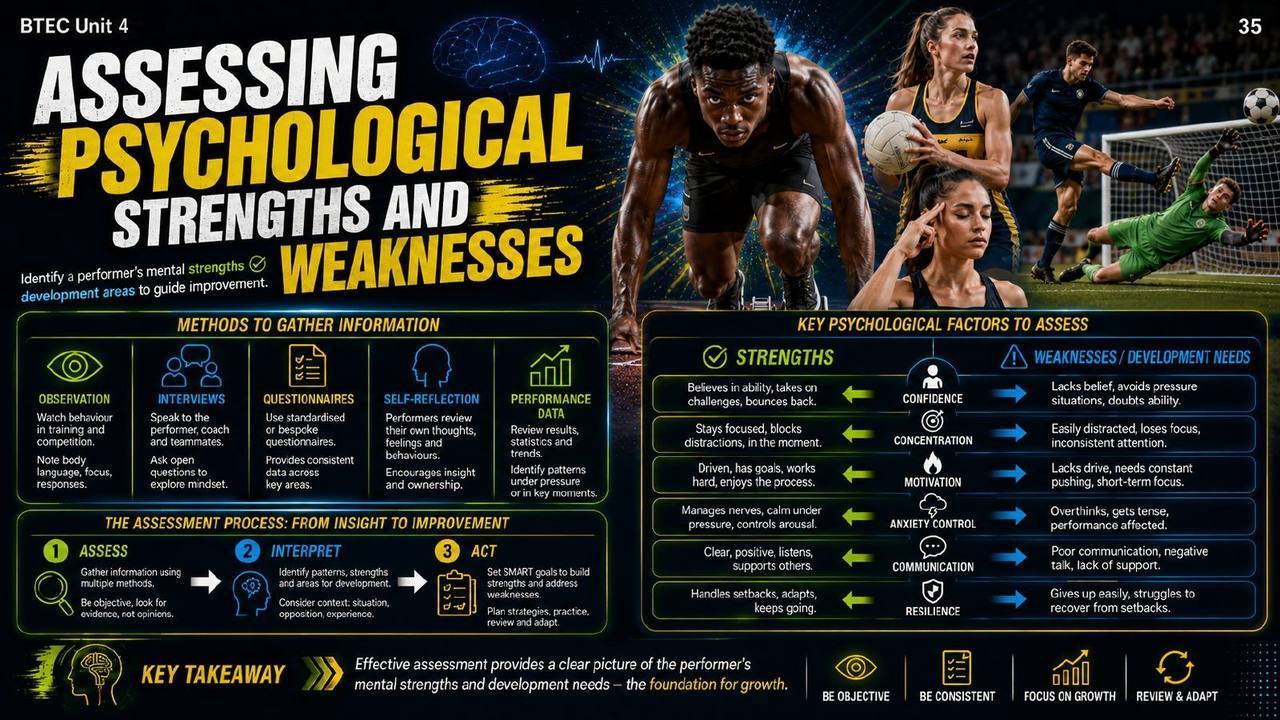 BTEC Unit 4
35
ASSESSING
PSYCHOLOGICAL
STRENGTHS AND
WEAKNESSES
Identify a performer's mental strengths
development areas to guide improvement.
METHODS TO GATHER INFORMATION
OBSERVATION
Watch behaviour
in training and
competition.
Note body
language, focus,
responses.
INTERVIEWS
Speak to the
performer, coach
and teammates.
Ask open
questions to
explore mindset.
QUESTIONNAIRES
Use standardised
or bespoke
questionnaires.
Provides consistent
data across
key areas.
SELF-REFLECTION
Performers review
their own thoughts,
feelings and
behaviours.
Encourages insight
and ownership.
PERFORMANCE
DATA
Review results,
statistics and
trends.
Identify patterns
under pressure
or in key moments.
THE ASSESSMENT PROCESS: FROM INSIGHT TO IMPROVEMENT
1 ASSESS
Gather information using
multiple methods.
Be objective, look for
evidence, not opinions.
2 INTERPRET
Identify patterns, strengths
and areas for development.
Consider context: situation,
opposition, experience.
3 ACT
Set SMART goals to build
strengths and address
weaknesses.
Plan strategies, practice,
review and adapt.
KEY PSYCHOLOGICAL FACTORS TO ASSESS
STRENGTHS
WEAKNESSES / DEVELOPMENT NEEDS
Believes in ability, takes on
challenges, bounces back.
CONFIDENCE
Lacks belief, avoids pressure
situations, doubts ability.
Stays focused, blocks
distractions, in the moment.
CONCENTRATION
Easily distracted, loses focus,
inconsistent attention.
Driven, has goals, works
hard, enjoys the process.
MOTIVATION
Lacks drive, needs constant
pushing, short-term focus.
Manages nerves, calm under
pressure, controls arousal.
ANXIETY CONTROL
Overthinks, gets tense,
performance affected.
Clear, positive, listens,
supports others.
COMMUNICATION
Poor communication, negative
talk, lack of support.
Handles setbacks, adapts,
keeps going.
RESILIENCE
Gives up easily, struggles to
recover from setbacks.
KEY TAKEAWAY
Effective assessment provides a clear picture of the performer's
mental strengths and development needs – the foundation for growth.
BE OBJECTIVE
BE CONSISTENT
FOCUS ON GROWTH
REVIEW & ADAPT